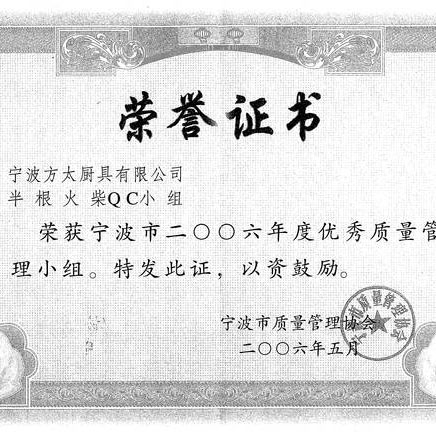 荣誉证书
宁波方太厨具有限公司
半根火柴QC小组
荣获宁波市二〇〇六年度优秀质量管
理小组。特发此证，以资鼓励。
宁波市质量管理协会
二〇〇六年五月